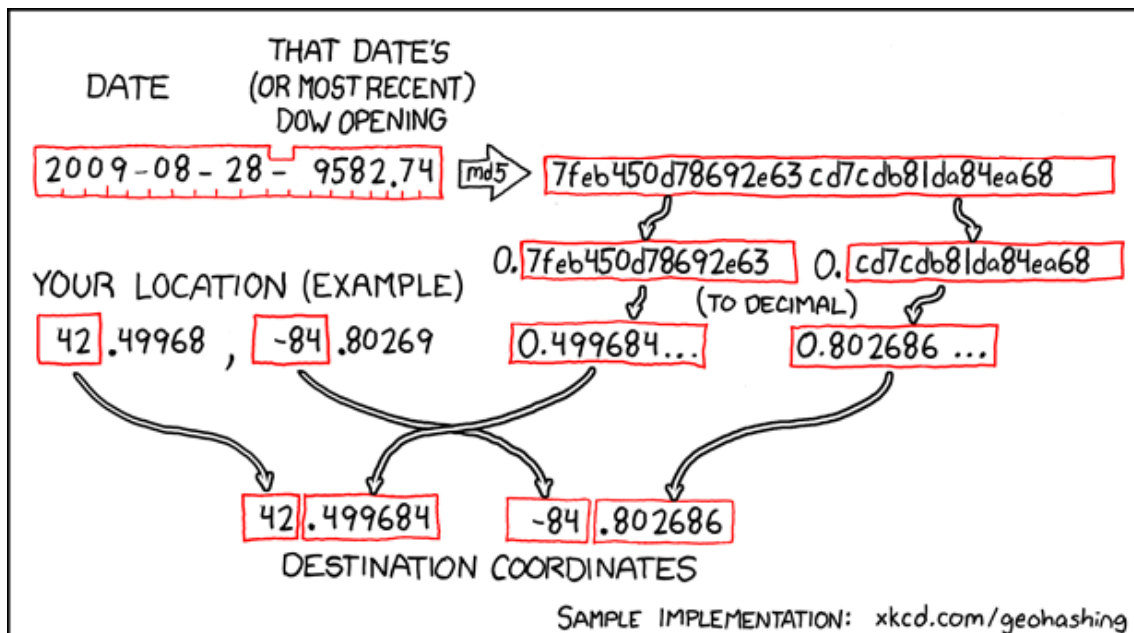 DATE
THAT DATE'S
(OR MOST RECENT)
DOW OPENING
2009-08-28- 9582.74
md5
7feb450d78692e63cd7cdb81da84ea68
0.7feb450d78692e63
0.cd7cdb81da84ea68
(TO DECIMAL)
0.499684...
0.802686...
YOUR LOCATION (EXAMPLE)
42.49968, -84.80269
42.499684
-84.802686
DESTINATION COORDINATES
SAMPLE IMPLEMENTATION: xkcd.com/geohashing